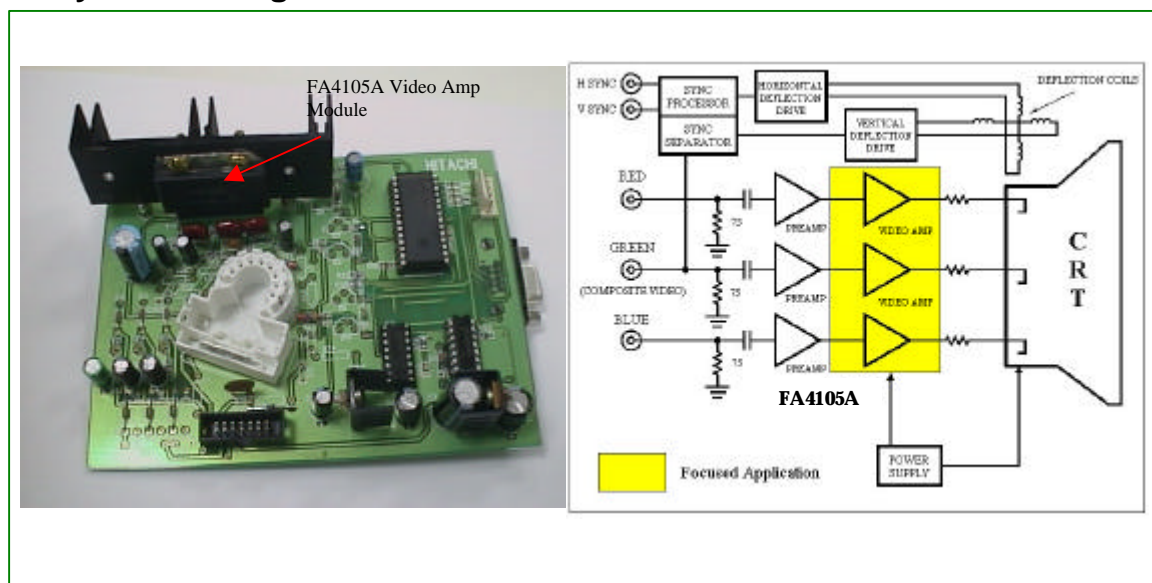 FA4105A Video Amp
Module
HITACHI
H SYNC
V SYNC
SYNC
PROCESSOR
SYNC
SEPARATOR
HORIZONTAL
DEFLECTION
DRIVE
VERTICAL
DEFLECTION
DRIVE
DEFLECTION COILS
RED
75
PREAMP
VIDEO AMP
GREEN
(COMPOSITE VIDEO)
75
PREAMP
VIDEO AMP
BLUE
75
PREAMP
FA4105A
C
R
T
POWER
SUPPLY
Focused Application